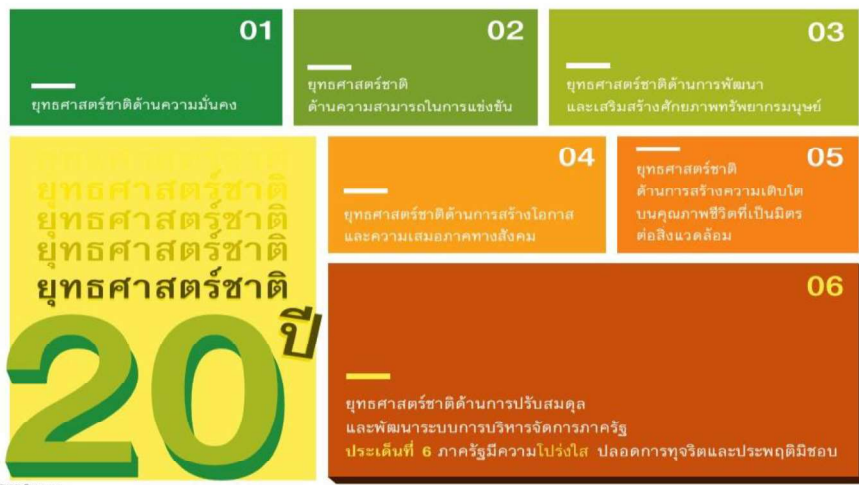 01
ยุทธศาสตร์ชาติด้านความมั่นคง
02
ยุทธศาสตร์ชาติ
ด้านความสามารถในการแข่งขัน
03
ยุทธศาสตร์ชาติด้านการพัฒนา
และเสริมสร้างศักยภาพทรัพยากรมนุษย์
ยุทธศาสตร์ชาติ
ยุทธศาสตร์ชาติ
ยุทธศาสตร์ชาติ
ยุทธศาสตร์ชาติ
ยุทธศาสตร์ชาติ
20 ปี
04
ยุทธศาสตร์ชาติด้านการสร้างโอกาส
และความเสมอภาคทางสังคม
05
ยุทธศาสตร์ชาติ
ด้านการสร้างความเติบโต
บนคุณภาพชีวิตที่เป็นมิตร
ต่อสิ่งแวดล้อม
06
ยุทธศาสตร์ชาติด้านการปรับสมดุล
และพัฒนาระบบการบริหารจัดการภาครัฐ
ประเด็นที่ 6 ภาครัฐมีความโปร่งใส ปลอดการทุจริตและประพฤติมิชอบ